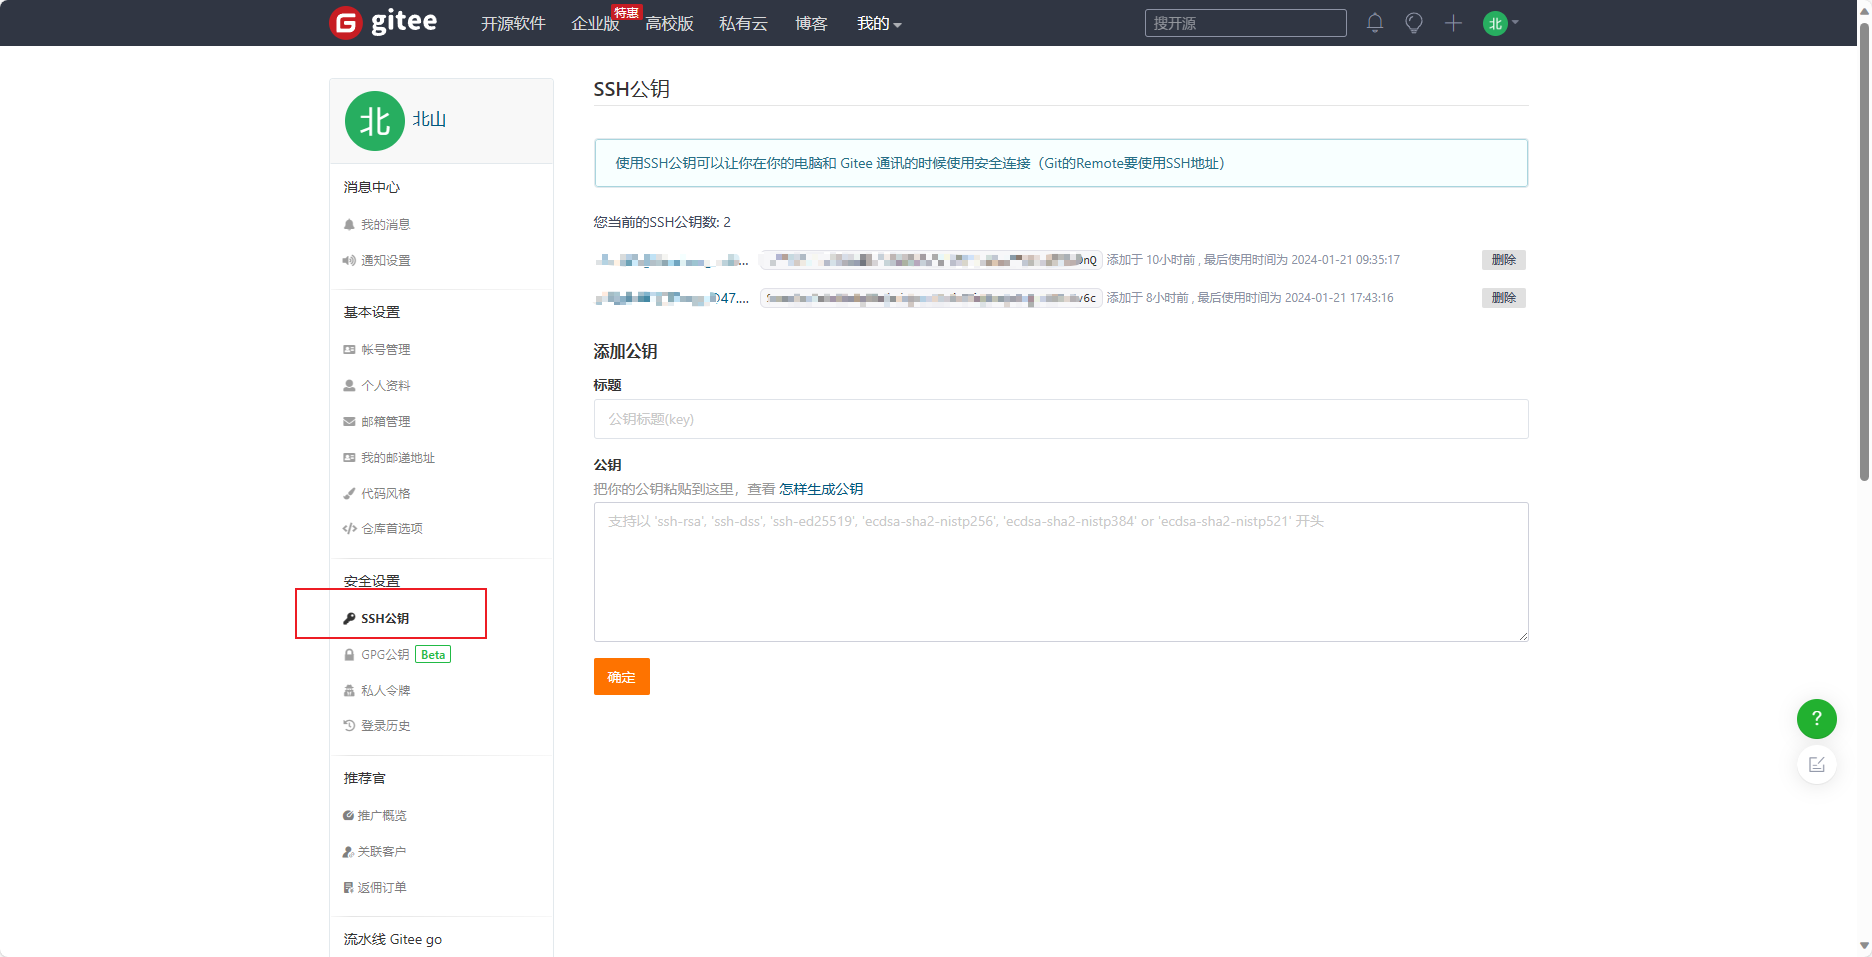 gitee
开源软件
企业版
特惠
高校版
私有云
博客
我的
搜开源
北
北
北山
消息中心
我的消息
通知设置
基本设置
帐号管理
个人资料
邮箱管理
我的邮递地址
代码风格
仓库首选项
安全设置
SSH公钥
GPG公钥 Beta
私人令牌
登录历史
推荐官
推广概览
关联客户
返佣订单
流水线 Gitee go
SSH公钥
使用SSH公钥可以让你在你的电脑和 Gitee 通讯的时候使用安全连接（Git的Remote要使用SSH地址）
您当前的SSH公钥数: 2
... nQ 添加于 10小时前 , 最后使用时间为 2024-01-21 09:35:17 删除
47.... /6c 添加于 8小时前 , 最后使用时间为 2024-01-21 17:43:16 删除
添加公钥
标题
公钥标题(key)
公钥
把你的公钥粘贴到这里，查看 怎样生成公钥
支持以 'ssh-rsa', 'ssh-dss', 'ssh-ed25519', 'ecdsa-sha2-nistp256', 'ecdsa-sha2-nistp384' or 'ecdsa-sha2-nistp521' 开头
确定
?